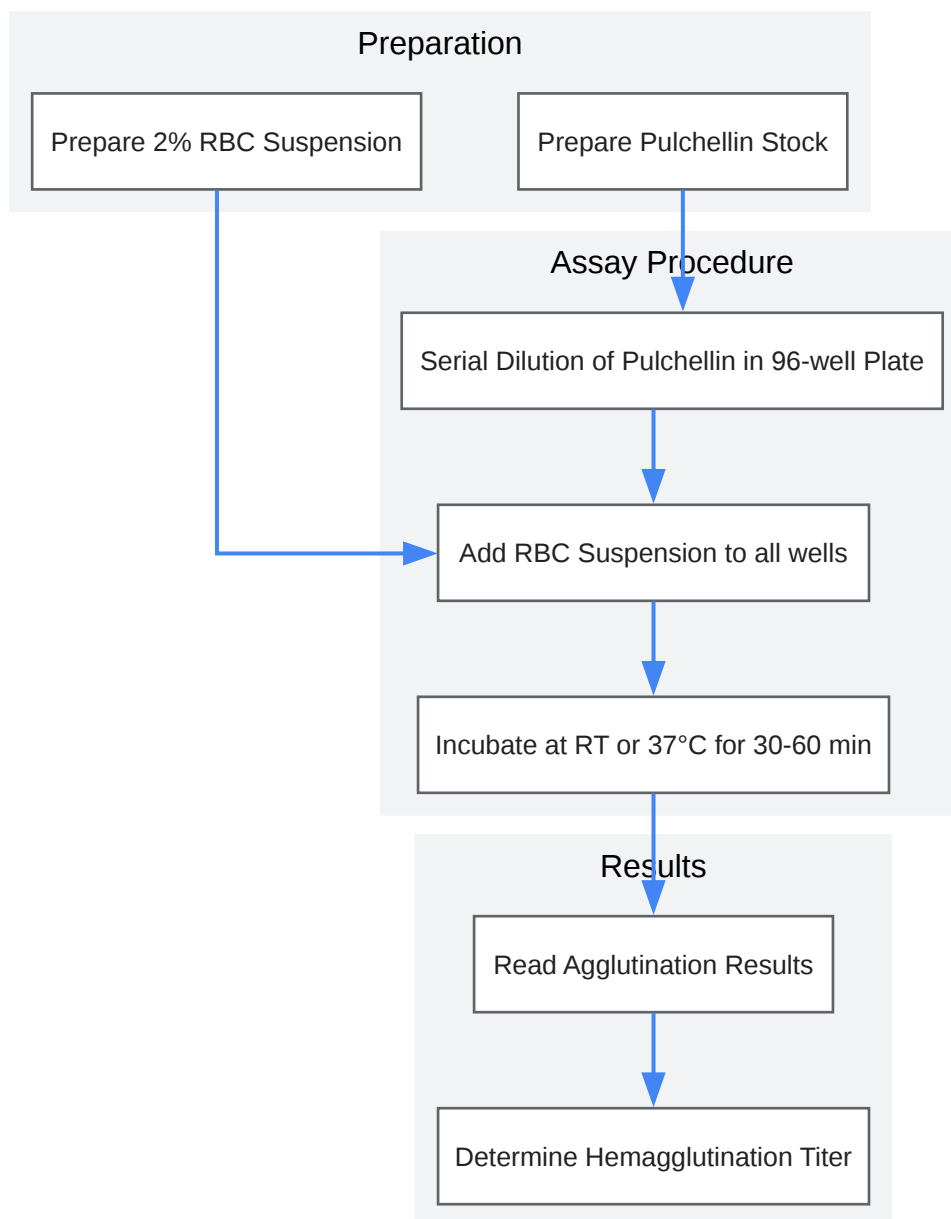 Preparation
Prepare 2% RBC Suspension
Prepare Pulchellin Stock
Assay Procedure
Serial Dilution of Pulchellin in 96-well Plate
Add RBC Suspension to all wells
Incubate at RT or 37°C for 30-60 min
Results
Read Agglutination Results
Determine Hemagglutination Titer